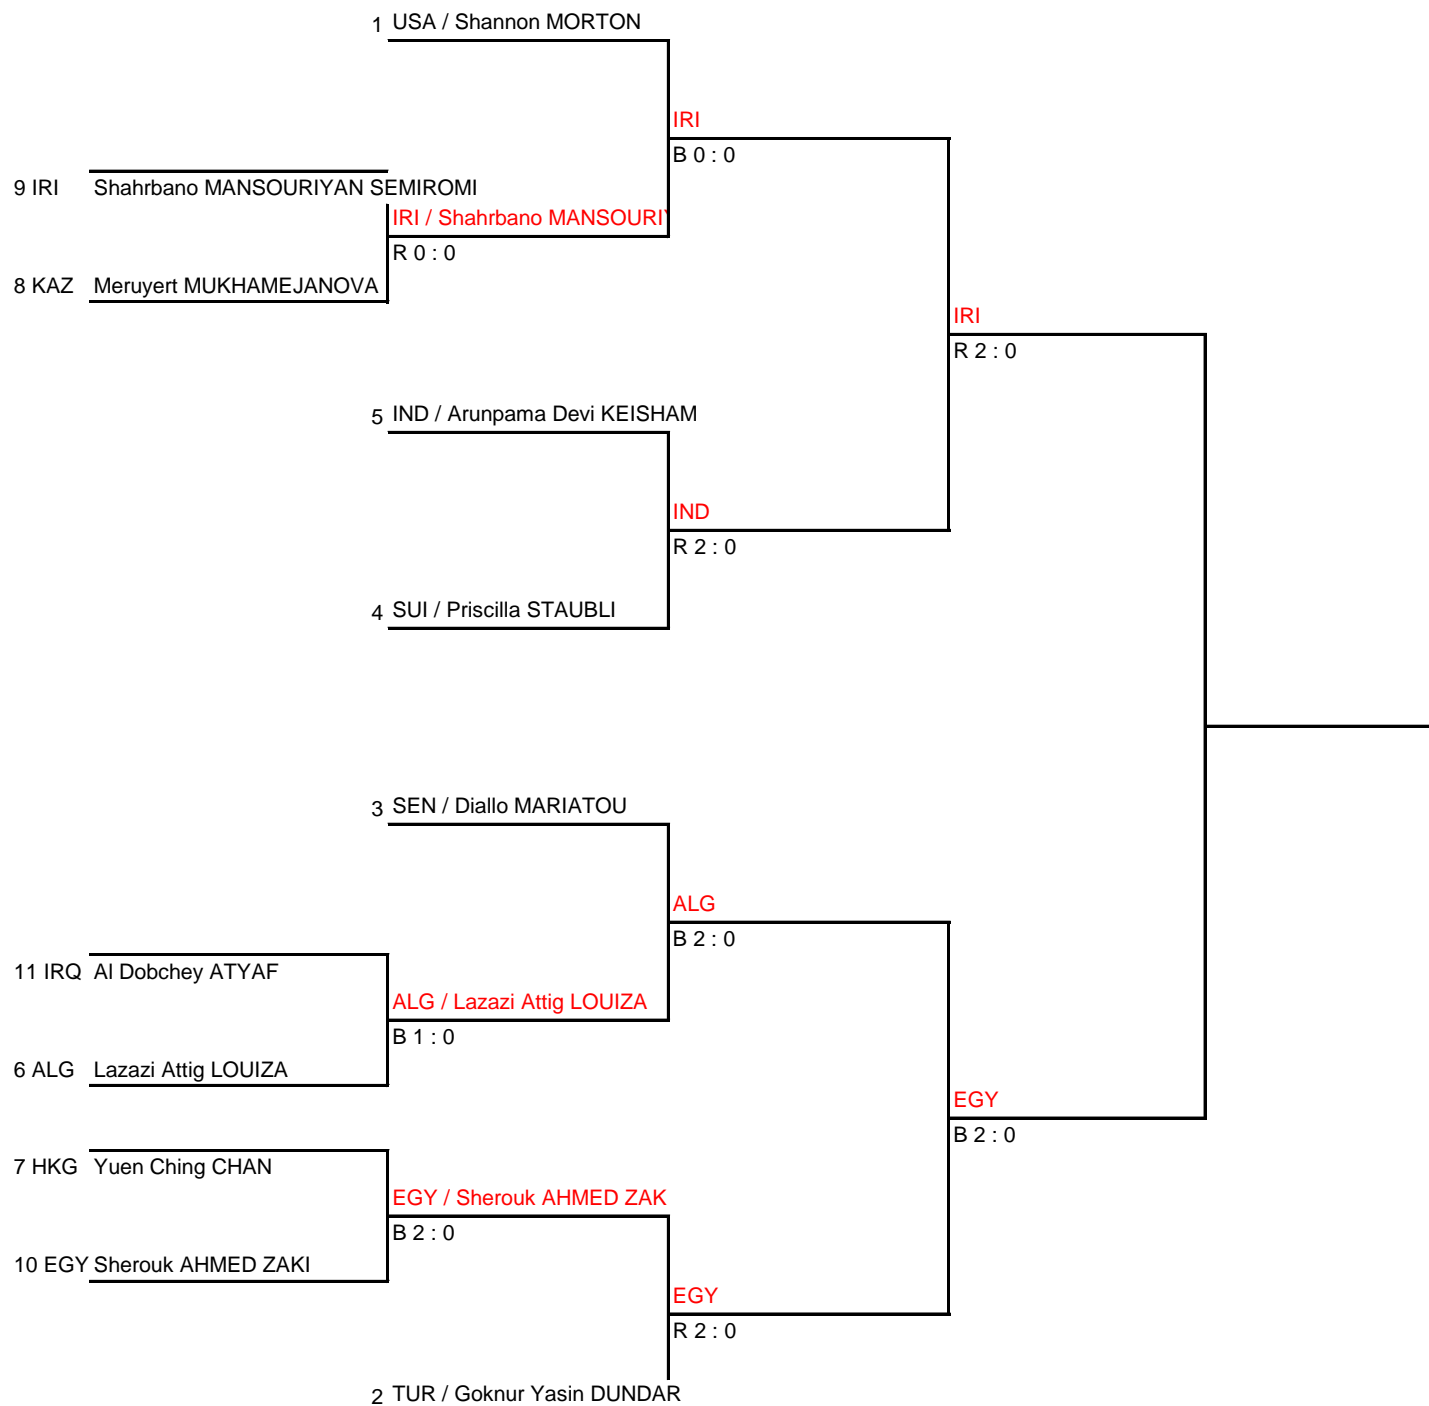 1 USA / Shannon MORTON
IRI
B 0 : 0
9 IRI Shahrbano MANSOURIYAN SEMIROMI
IRI / Shahrbano MANSOURIY
R 0 : 0
8 KAZ Meruyert MUKHAMEJANOVA
IRI
R 2 : 0
5 IND / Arunpama Devi KEISHAM
IND
R 2 : 0
4 SUI / Priscilla STAUBLI
3 SEN / Diallo MARIATOU
ALG
B 2 : 0
11 IRQ Al Dobchey ATYAF
ALG / Lazazi Attig LOUIZA
B 1 : 0
6 ALG Lazazi Attig LOUIZA
EGY
B 2 : 0
7 HKG Yuen Ching CHAN
EGY / Sherouk AHMED ZAK
B 2 : 0
10 EGY Sherouk AHMED ZAKI
EGY
R 2 : 0
2 TUR / Goknur Yasin DUNDAR